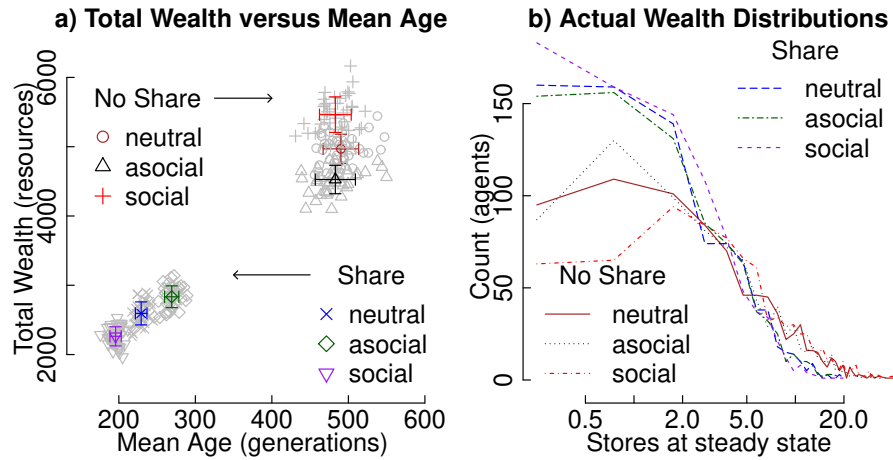 a) Total Wealth versus Mean Age
Total Wealth (resources)
6000
4000
2000
No Share
neutral
asocial
social
Share
neutral
asocial
social
200 300 400 500 600
Mean Age (generations)
b) Actual Wealth Distributions
Count (agents)
150
100
50
0
Share
neutral
asocial
social
No Share
neutral
asocial
social
0.5 2.0 5.0 20.0
Stores at steady state